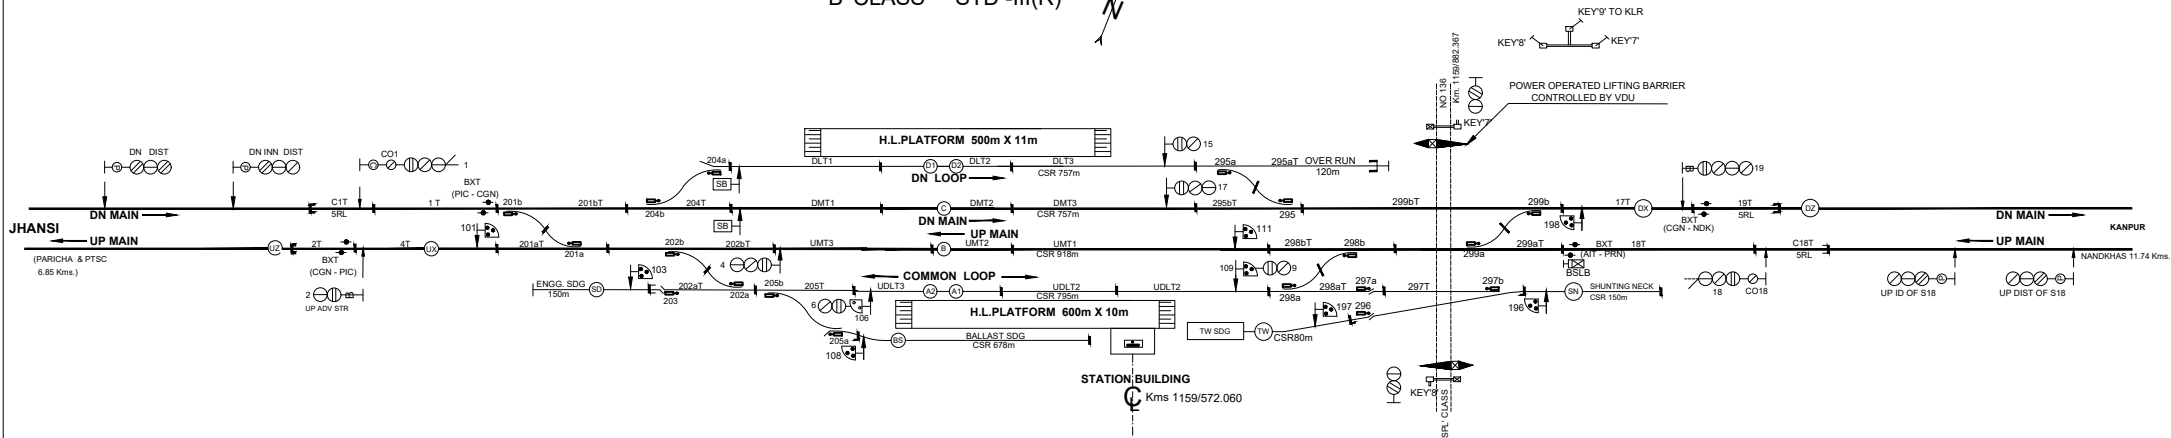 'B' CLASS STD -III(R)
N
KEY'9' TO KLR
KEY'8'
KEY'7'
NO 136
Km. 1159/882.367
POWER OPERATED LIFTING BARRIER
CONTROLLED BY VDU
KEY'7'
H.L.PLATFORM 500m X 11m
15
DN DIST
DN INN DIST
CO1
1
204a
DLT1
D1
D2
DLT2
DLT3
295a
295aT
OVER RUN
120m
19
SB
DN LOOP
CSR 757m
BXT
(PIC - CGN)
17
C1T
5RL
1 T
201b
201bT
204b
204T
DMT1
C
DMT2
DMT3
295bT
295
299bT
299b
17T
DX
19T
5RL
DZ
DN MAIN
SB
DN MAIN
CSR 757m
BXT
(CGN - NDK)
DN MAIN
JHANSI
101
198
KANPUR
UP MAIN
UP MAIN
111
UP MAIN
UZ
2T
4T
UX
201aT
201a
202b
202bT
UMT3
B
UMT2
UMT1
CSR 918m
298bT
298b
299a
299aT
BXT
(AIT - PRN)
18T
C18T
5RL
(PARICHA & PTSC
6.85 Kms.)
BXT
(CGN - PIC)
NANDKHAS 11.74 Kms.
BSLB
103
4
109
9
COMMON LOOP
ENGG. SDG
150m
SD
203
202aT
202a
205b
205T
UDLT3
A2
A1
UDLT2
CSR 795m
UDLT2
298a
298aT
297a
297T
297b
SN
SHUNTING NECK
CSR 150m
18
CO18
UP ID OF S18
UP DIST OF S18
2
UP ADV STR
6
106
H.L.PLATFORM 600m X 10m
197
296
196
TW SDG
TW
CSR80m
205a
108
BS
BALLAST SDG
CSR 678m
STATION BUILDING
C
L
Kms 1159/572.060
KEY'8'
SPL' CLASS